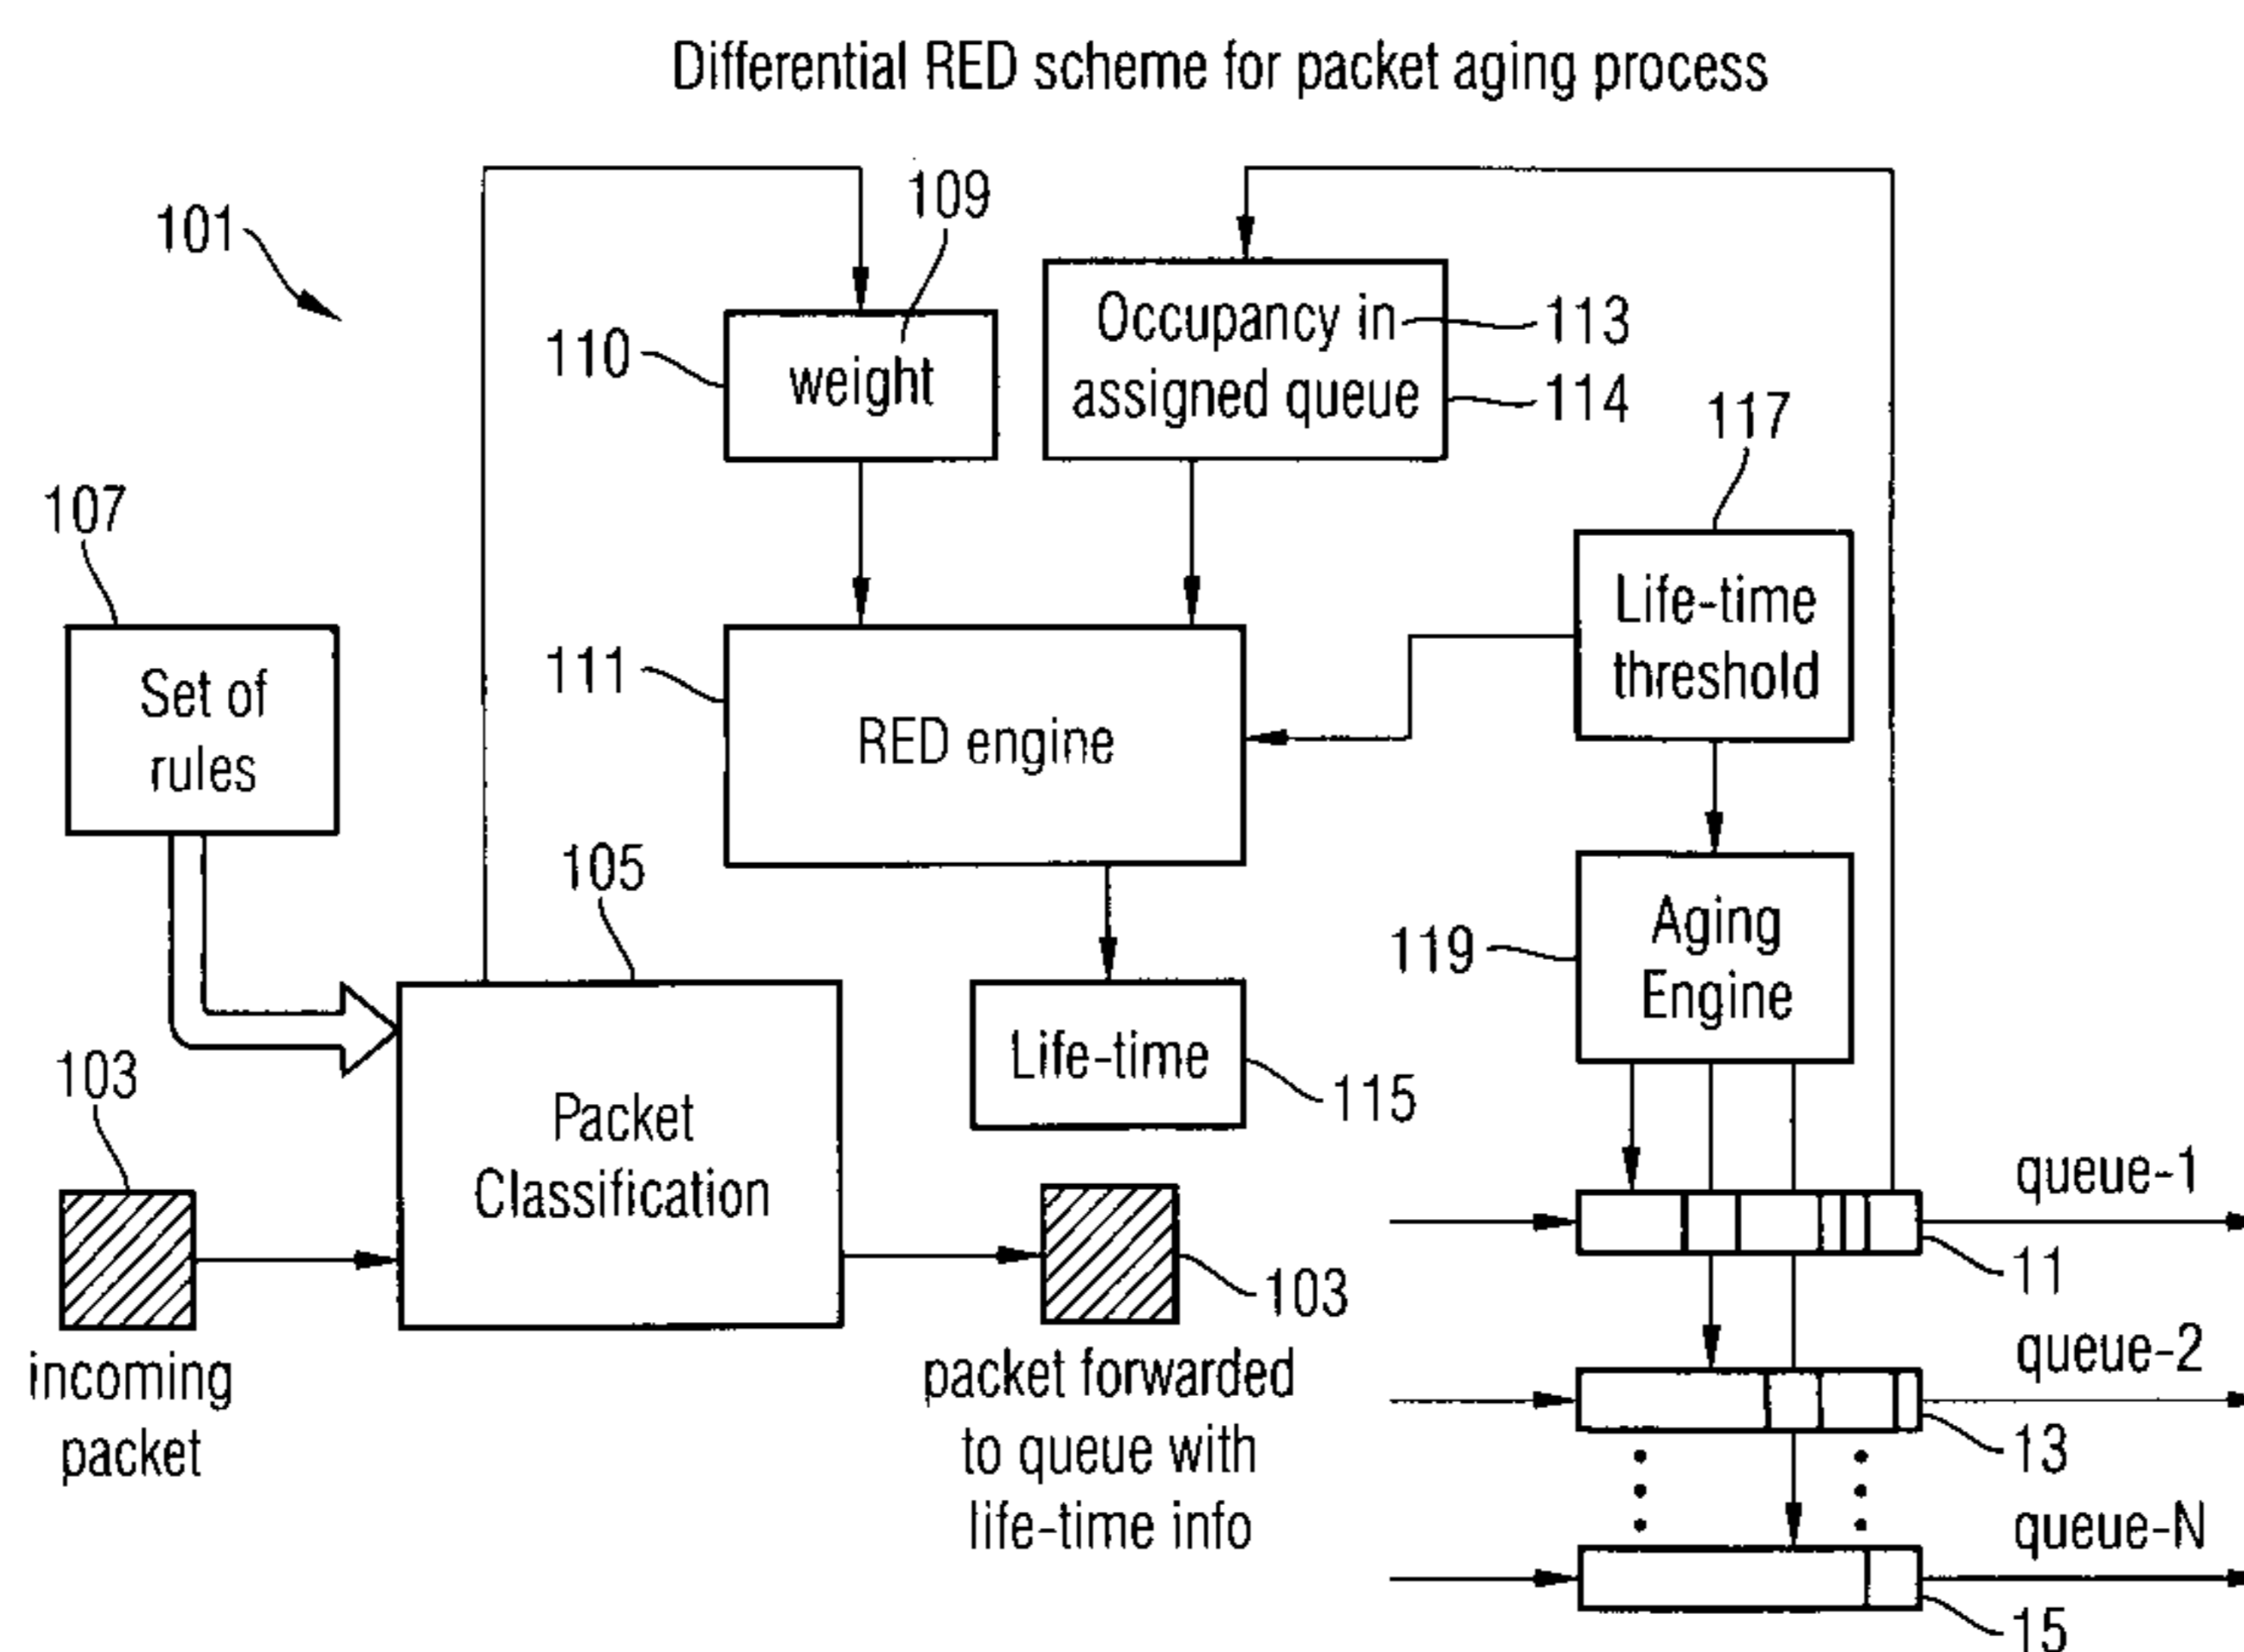 Differential RED scheme for packet aging process
101
109
110
weight
Occupancy in
assigned queue
113
114
117
107
Set of
rules
111
RED engine
Life-time
threshold
105
119
Aging
Engine
103
Packet
Classification
Life-time
115
incoming
packet
103
packet forwarded
to queue with
life-time info
queue-1
11
queue-2
13
queue-N
15